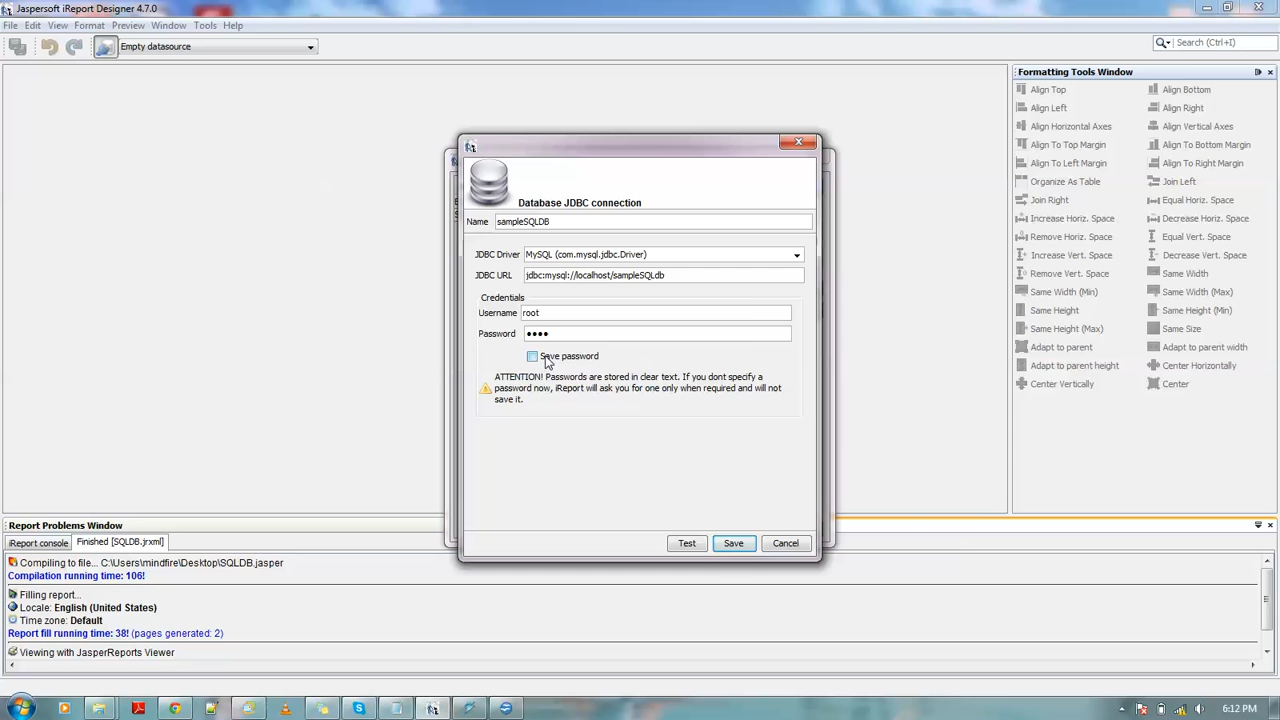 Jaspersoft iReport Designer 4.7.0
File Edit View Format Preview Window Tools Help
Empty datasource
Search (Ctrl+I)
Formatting Tools Window
Align Top Align Bottom
Align Left Align Right
Align Horizontal Axes Align Vertical Axes
Align To Top Margin Align To Bottom Margin
Align To Left Margin Align To Right Margin
Organize As Table Join Left
Join Right Equal Horiz. Space
Increase Horiz. Space Decrease Horiz. Space
Remove Horiz. Space Equal Vert. Space
Increase Vert. Space Decrease Vert. Space
Remove Vert. Space Same Width
Same Width (Min) Same Width (Max)
Same Height Same Height (Min)
Same Height (Max) Same Size
Adapt to parent Adapt to parent width
Adapt to parent height Center Horizontally
Center Vertically Center
Database JDBC connection
Name sampleSQLDB
JDBC Driver MySQL (com.mysql.jdbc.Driver)
JDBC URL jdbc:mysql://localhost/sampleSQLdb
Credentials
Username root
Password ••••
Save password
ATTENTION! Passwords are stored in clear text. If you dont specify a
password now, iReport will ask you for one only when required and will not
save it.
Test Save Cancel
Report Problems Window
iReport console Finished [SQLDB.jrxml]
Compiling to file... C:\Users\mindfire\Desktop\SQLDB.jasper
Compilation running time: 106!
Filling report...
Locale: English (United States)
Time zone: Default
Report fill running time: 38! (pages generated: 2)
Viewing with JasperReports Viewer
6:12 PM